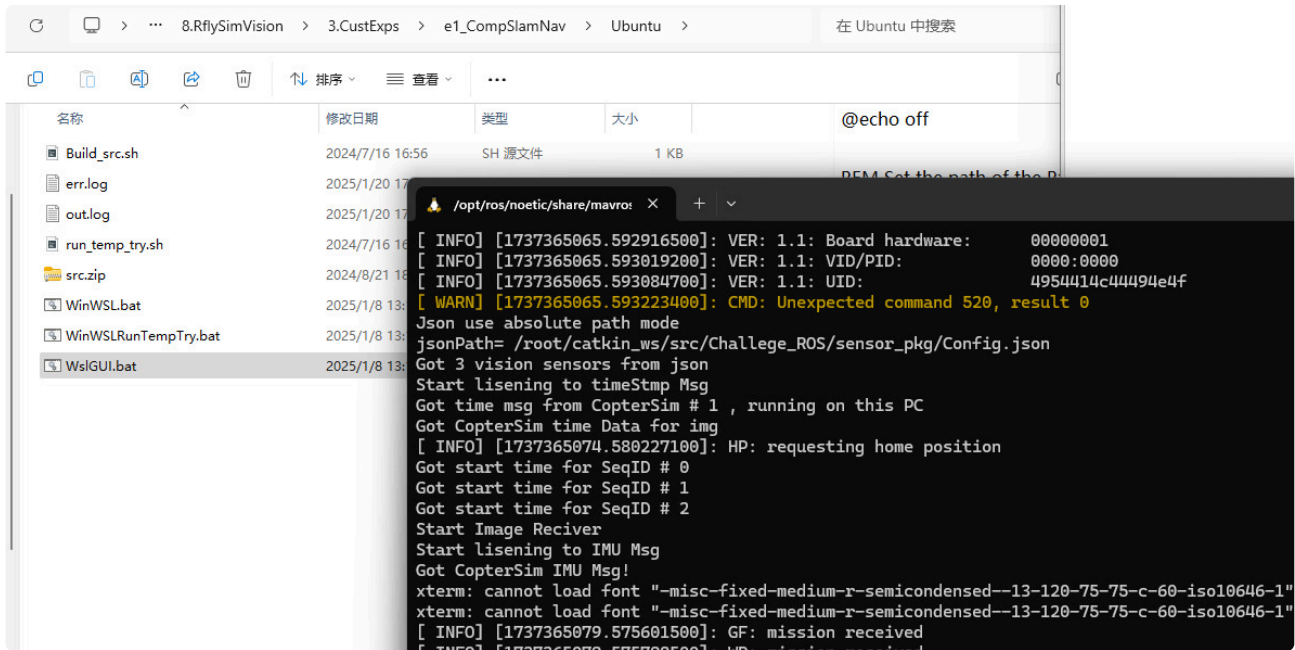 8.RflySimVision > 3.CustExps > e1_CompSlamNav > Ubuntu >
在 Ubuntu 中搜索
排序 查看 ...
名称 修改日期 类型 大小
@echo off
Build_src.sh 2024/7/16 16:56 SH 源文件 1 KB
err.log 2025/1/20 17
REM Set the path of the
out.log 2025/1/20 17
run_temp_try.sh 2024/7/16 16
src.zip 2024/8/21 18
WinWSL.bat 2025/1/8 13:
WinWSLRunTempTry.bat 2025/1/8 13:
WslGUI.bat 2025/1/8 13:
/opt/ros/noetic/share/mavros
[ INFO] [1737365065.592916500]: VER: 1.1: Board hardware: 00000001
[ INFO] [1737365065.593019200]: VER: 1.1: VID/PID: 0000:0000
[ INFO] [1737365065.593084700]: VER: 1.1: UID: 4954414c44494e4f
[ WARN] [1737365065.593223400]: CMD: Unexpected command 520, result 0
Json use absolute path mode
jsonPath= /root/catkin_ws/src/Challege_ROS/sensor_pkg/Config.json
Got 3 vision sensors from json
Start lisening to timeStmp Msg
Got time msg from CopterSim # 1 , running on this PC
Got CopterSim time Data for img
[ INFO] [1737365074.580227100]: HP: requesting home position
Got start time for SeqID # 0
Got start time for SeqID # 1
Got start time for SeqID # 2
Start Image Reciver
Start lisening to IMU Msg
Got CopterSim IMU Msg!
xterm: cannot load font "-misc-fixed-medium-r-semicondensed--13-120-75-75-c-60-iso10646-1"
xterm: cannot load font "-misc-fixed-medium-r-semicondensed--13-120-75-75-c-60-iso10646-1"
[ INFO] [1737365079.575601500]: GF: mission received